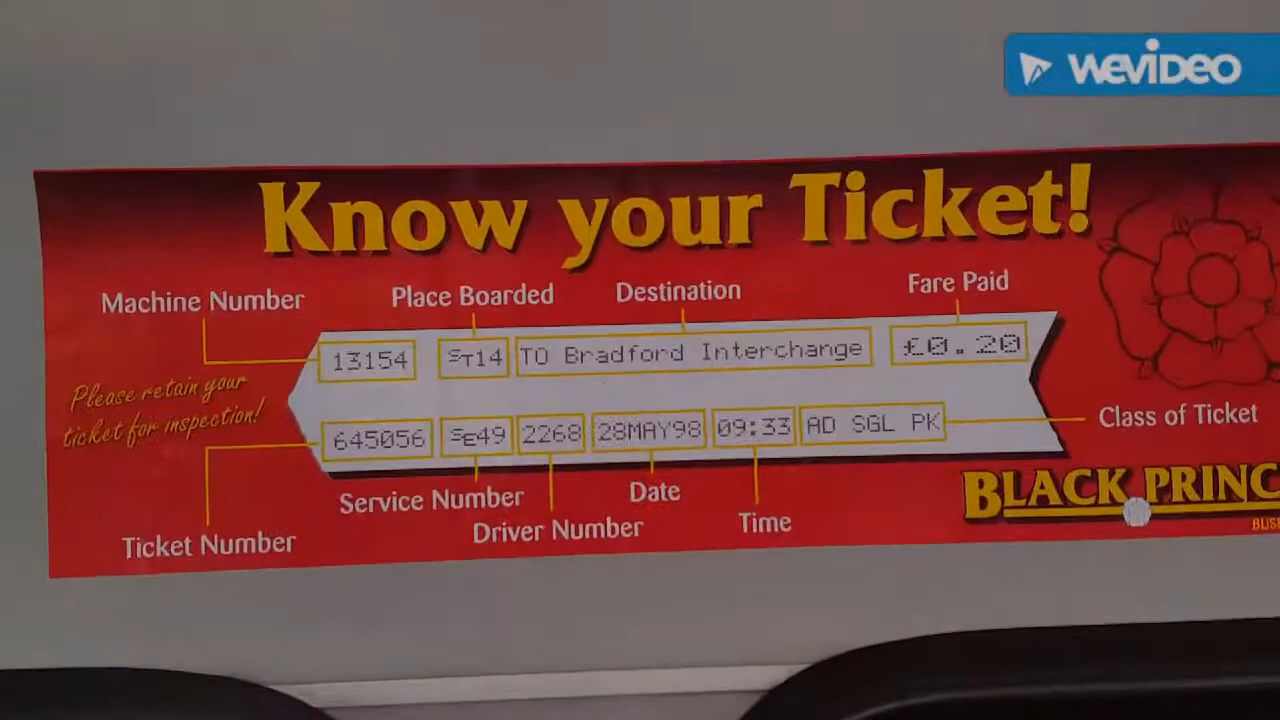 WEVIDEO
Know your Ticket!
Machine Number
Place Boarded
Destination
Fare Paid
13154 ST14 TO Bradford Interchange £0.20
Please retain your
ticket for inspection!
645056 SE49 2268 28MAY98 09:33 AD SGL PK
Class of Ticket
Service Number
Date
BLACK PRINC
Driver Number
Time
Ticket Number